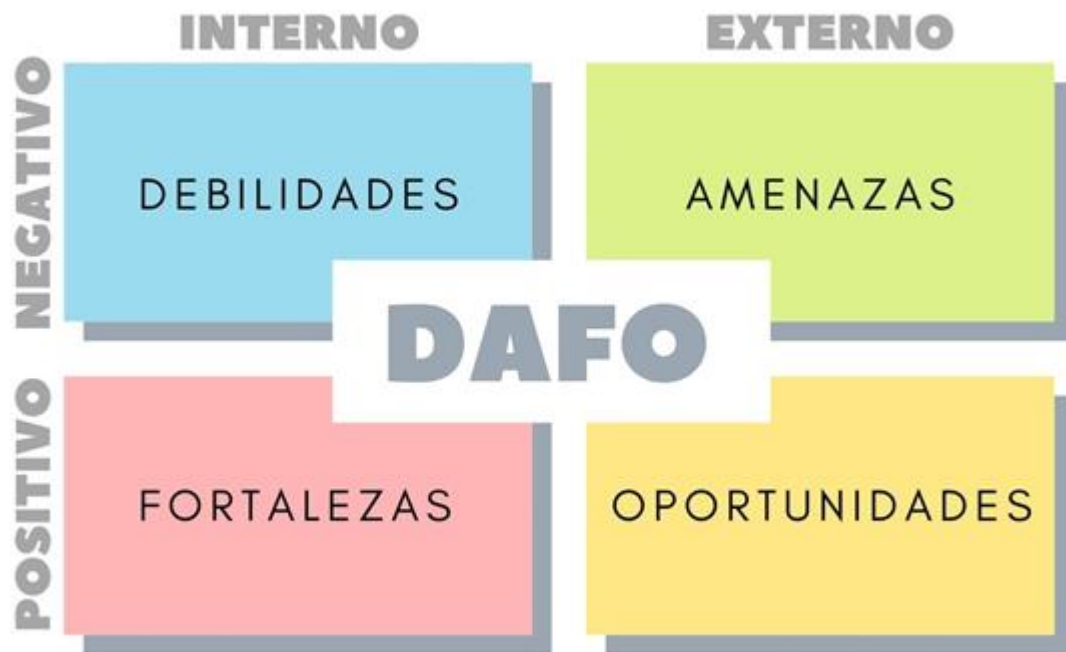 INTERNO
EXTERNO
NEGATIVO
DEBILIDADES
AMENAZAS
DAFO
POSITIVO
FORTALEZAS
OPORTUNIDADES